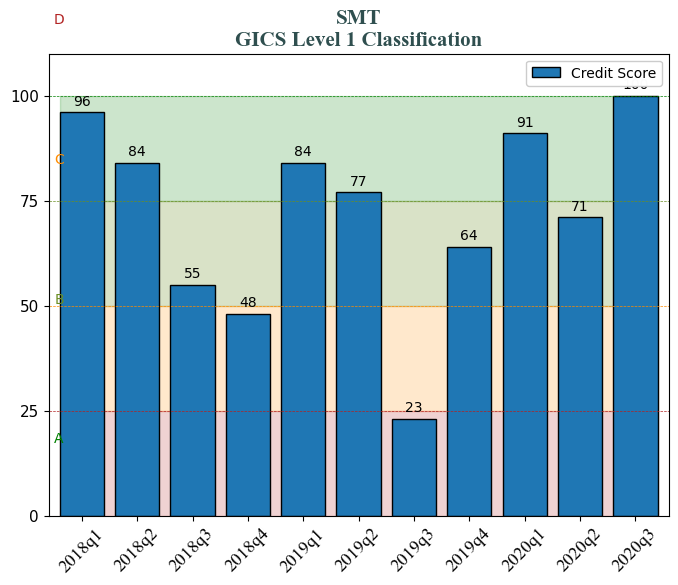 D
SMT
GICS Level 1 Classification
Credit Score
100
100
96
91
C
84
84
77
75
71
64
55
B
50
48
25
23
A
0
2018q1
2018q2
2018q3
2018q4
2019q1
2019q2
2019q3
2019q4
2020q1
2020q2
2020q3